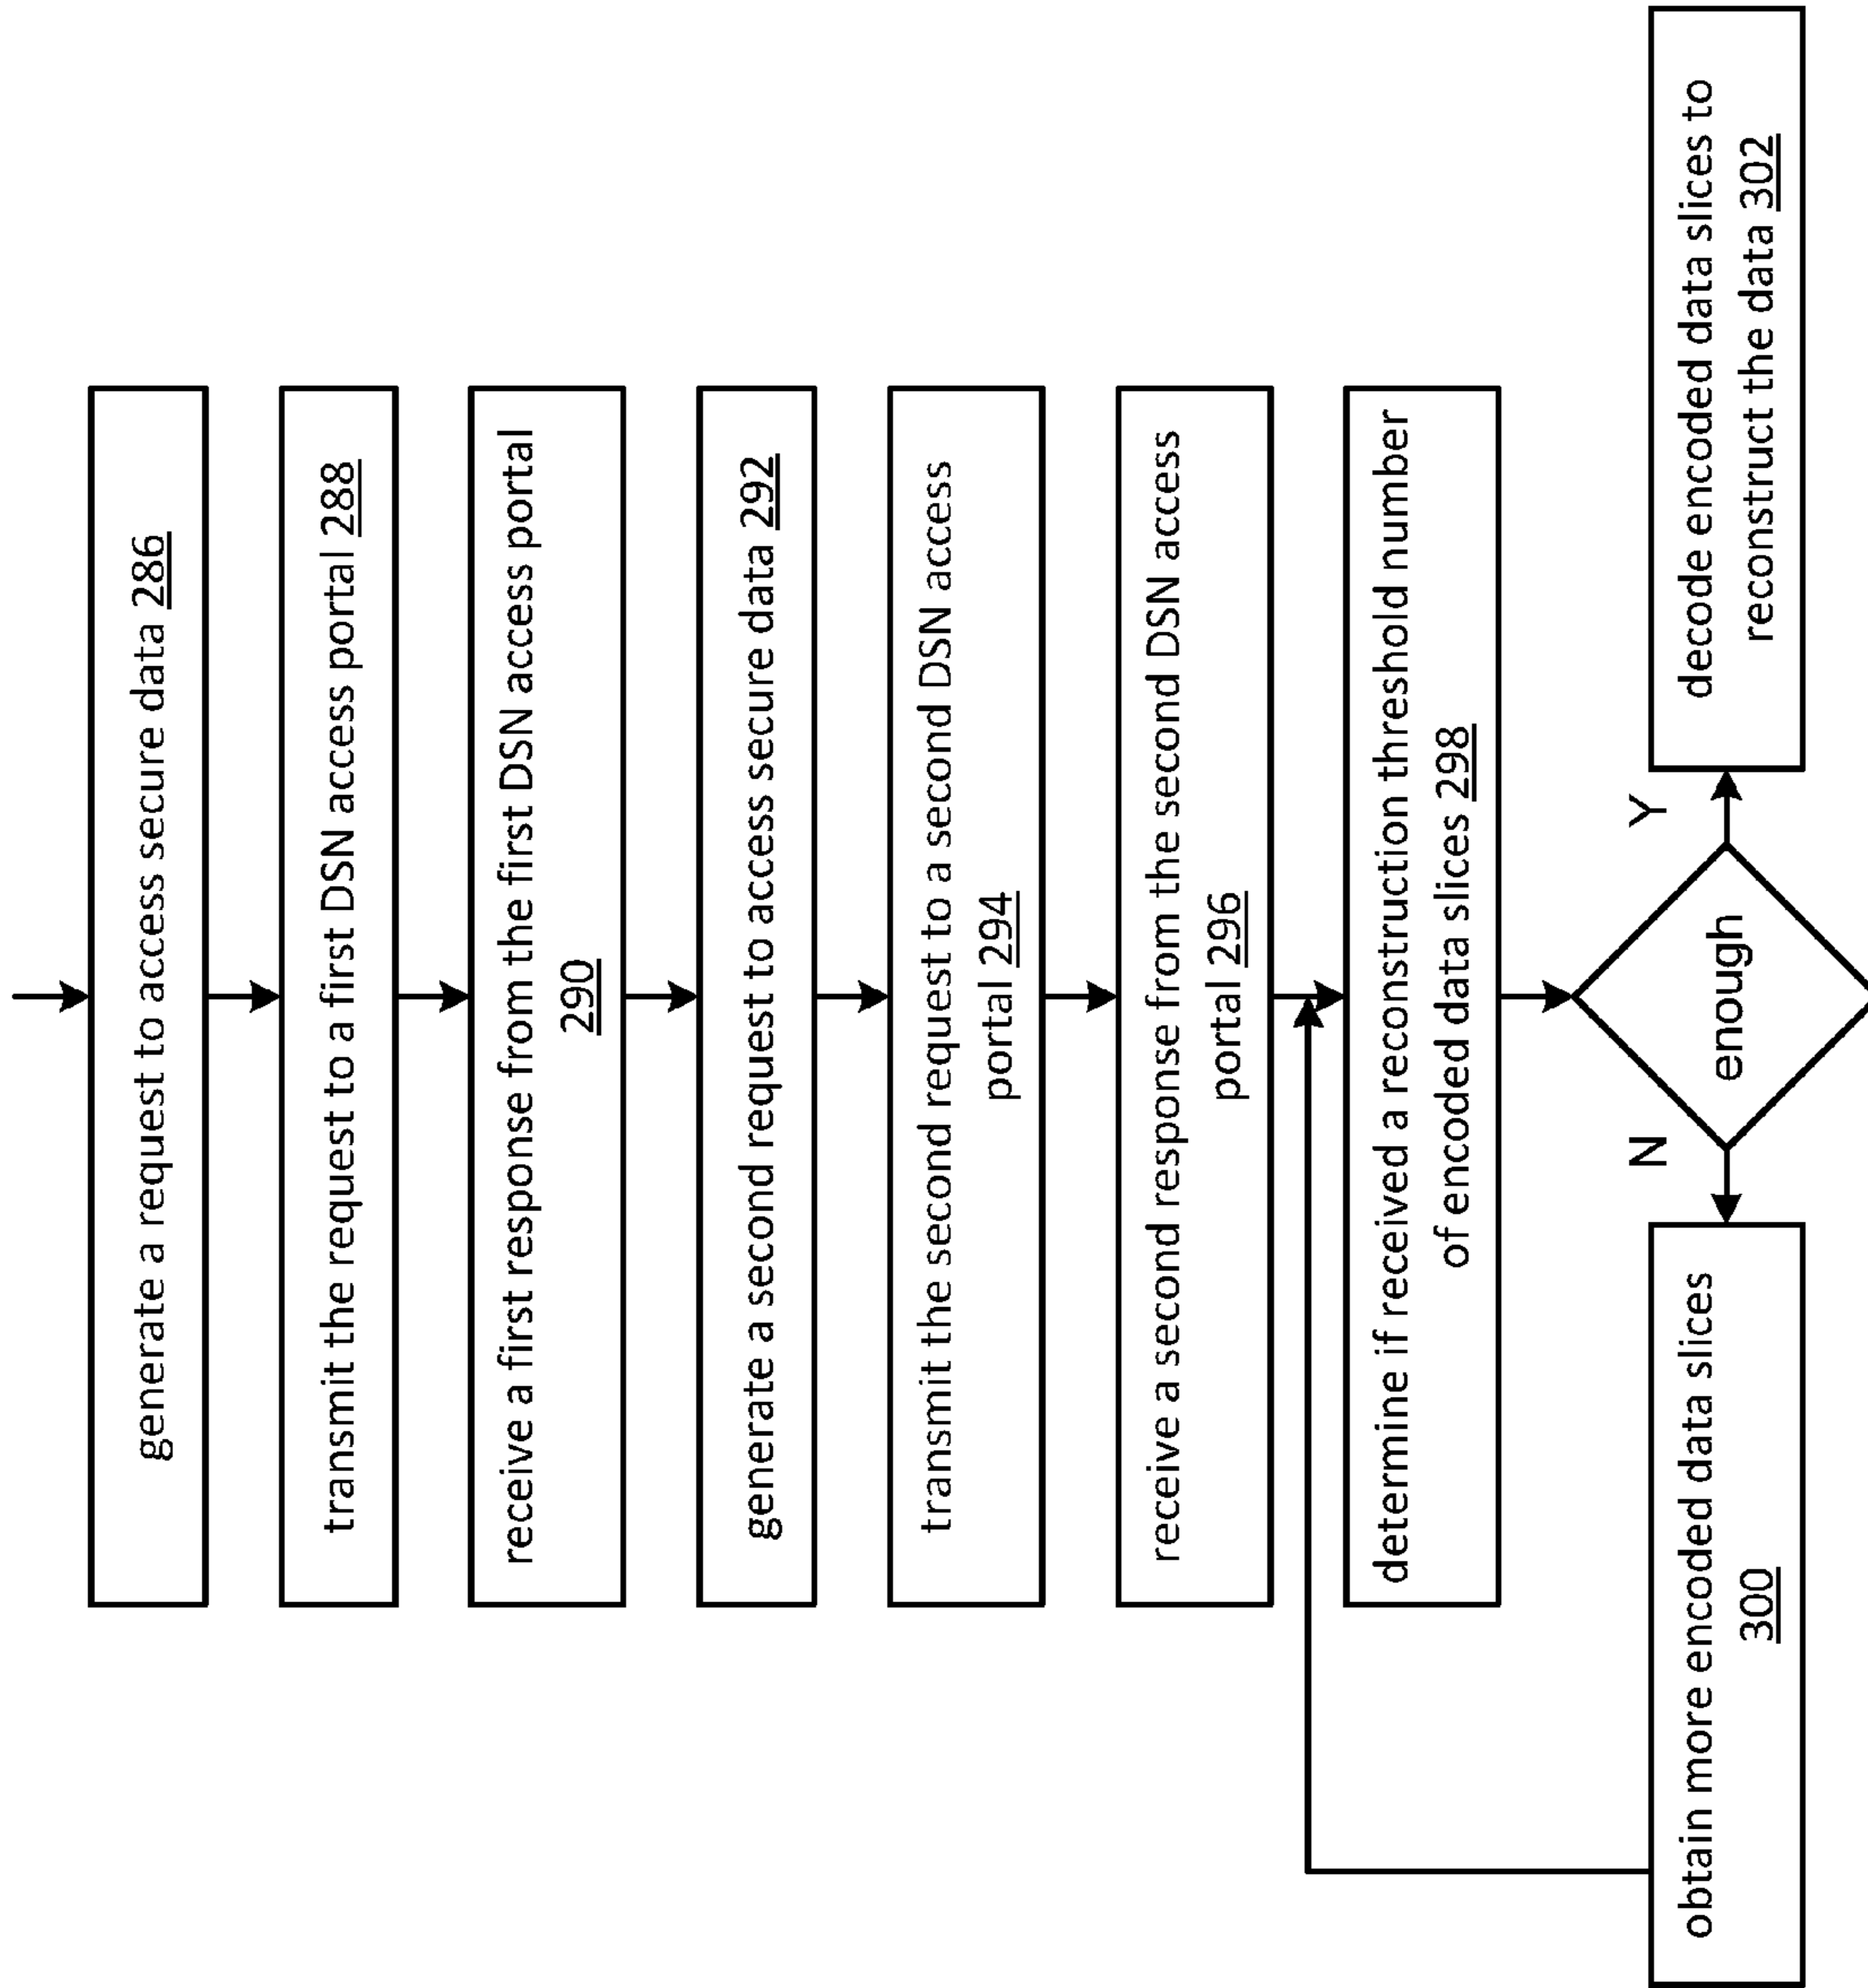 generate a request to access secure data 286
transmit the request to a first DSN access portal 288
receive a first response from the first DSN access portal
290
generate a second request to access secure data 292
transmit the second request to a second DSN access
portal 294
receive a second response from the second DSN access
portal 296
determine if received a reconstruction threshold number
of encoded data slices 298
enough
N
Y
obtain more encoded data slices
300
decode encoded data slices to
reconstruct the data 302